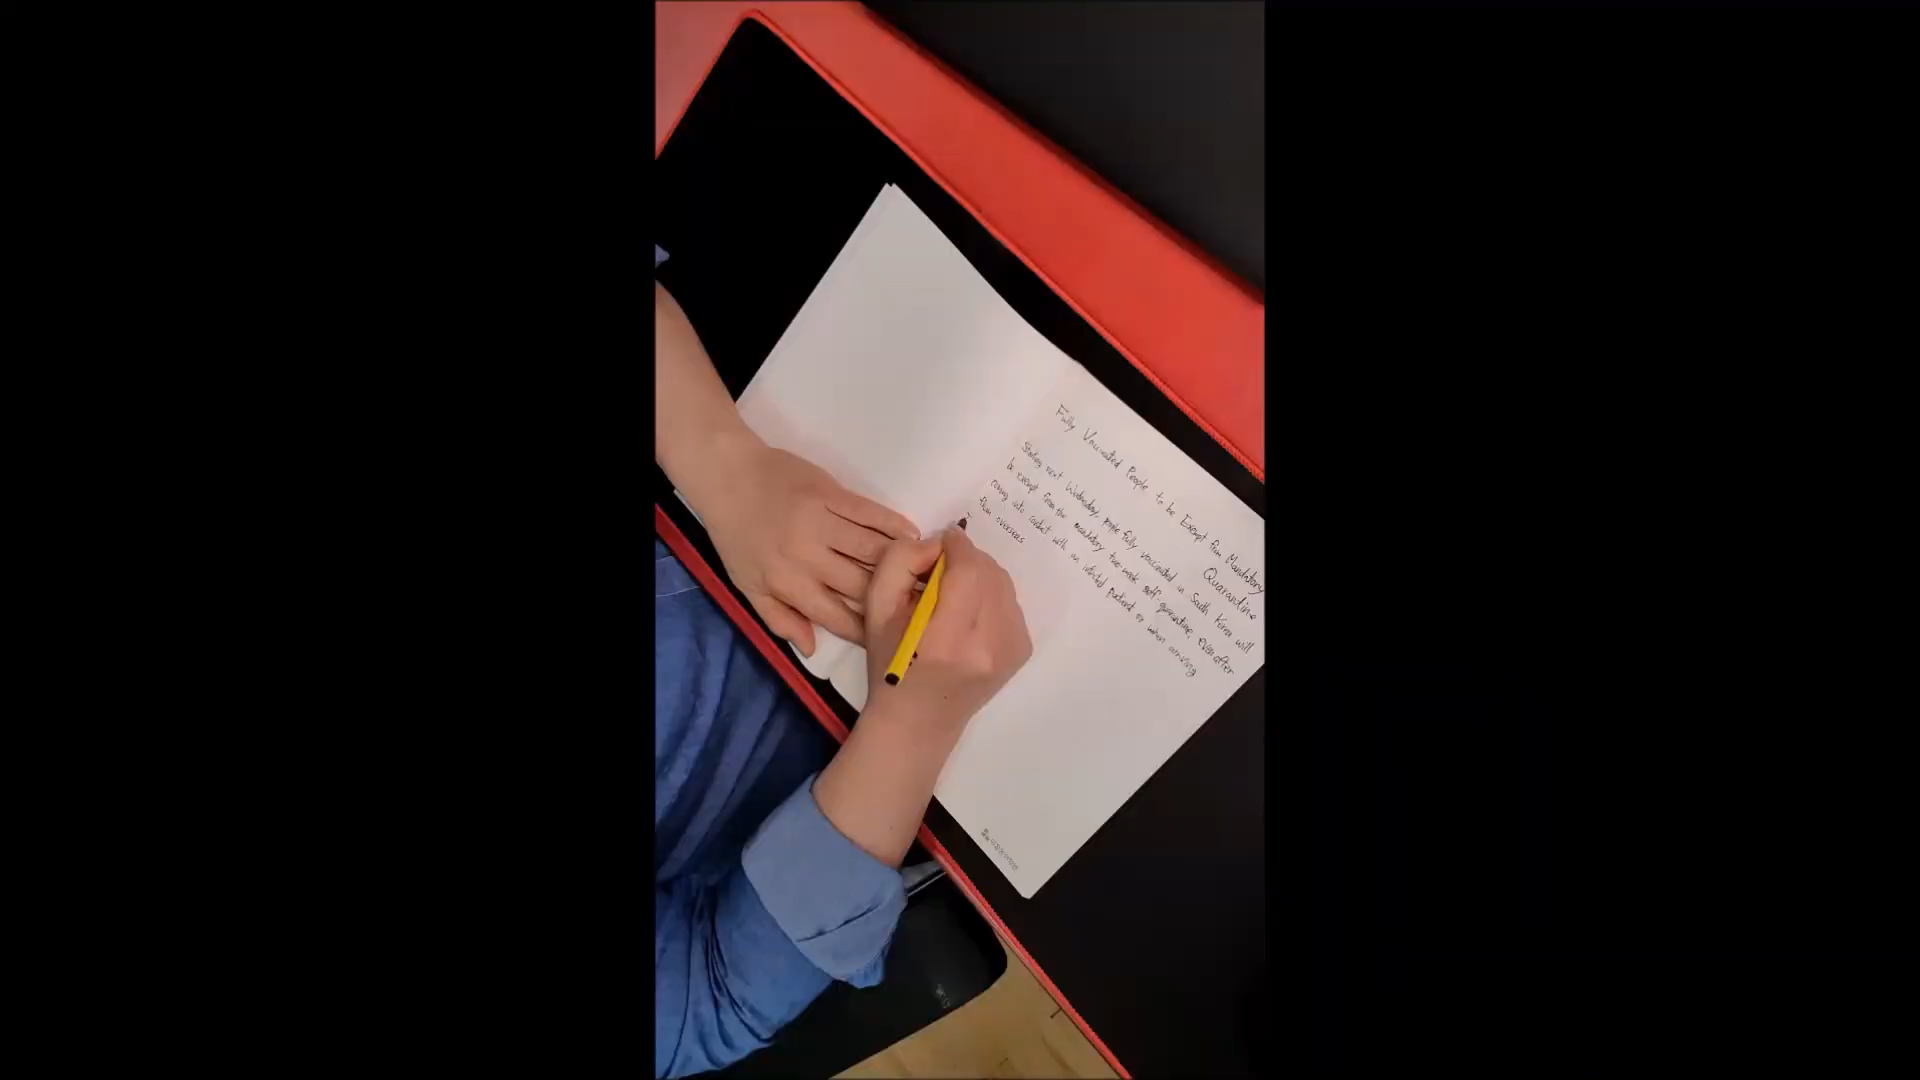 Fully Vaccinated People to be Exempt from Mandatory
Quarantine
Starting next Wednesday, people fully vaccinated in South Korea will
be exempt from the mandatory two-week self-quarantine, even after
coming into contact with an infected patient or when arriving
from overseas.